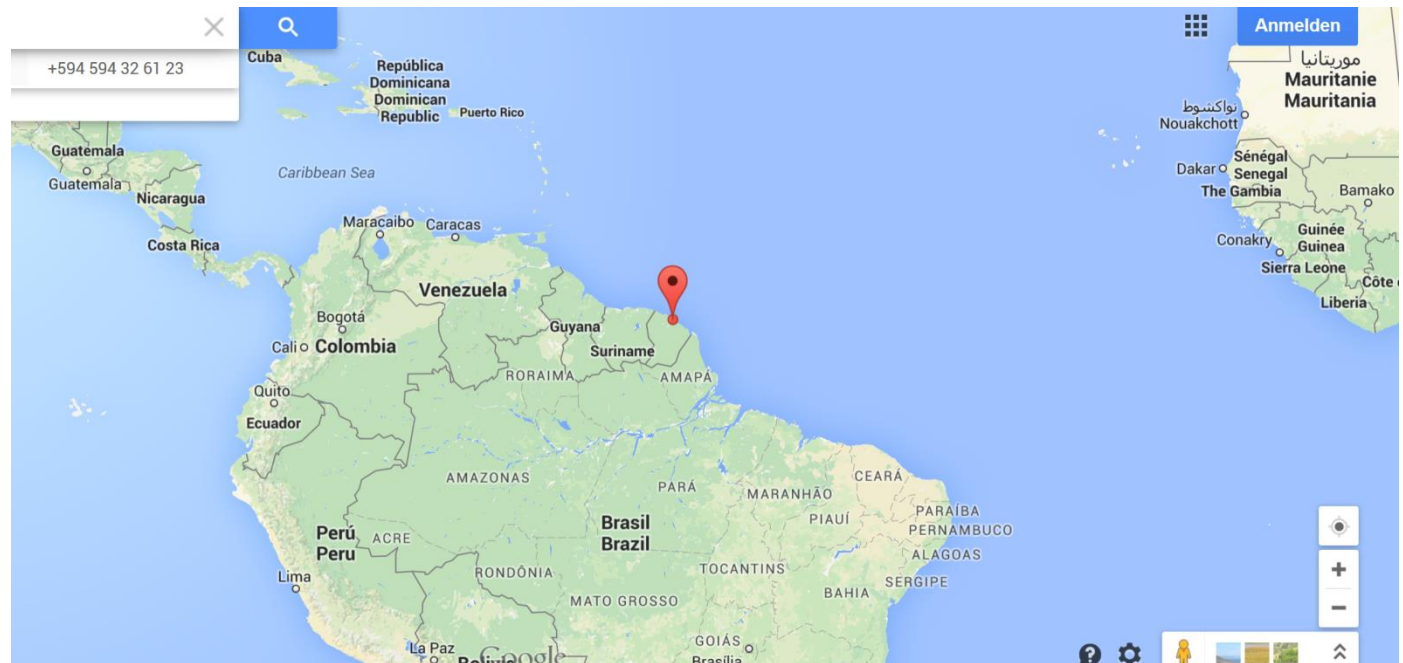 Anmelden
+594 594 32 61 23
Cuba
República
Dominicana
Dominican
Republic
Puerto Rico
موريتانيا
Mauritanie
Mauritania
نواكشوط
Nouakchott
Guatemala
Guatemala
Nicaragua
Caribbean Sea
Dakar
Sénégal
Senegal
The Gambia
Bamako
Costa Rica
Maracaibo
Caracas
Conakry
Guinée
Guinea
Sierra Leone
Côte
Liberia
Venezuela
Bogotá
Cali
Colombia
Guyana
Suriname
RORAIMA
AMAPÁ
Quito
Ecuador
AMAZONAS
PARÁ
MARANHÃO
CEARÁ
PIAUÍ
PARAÍBA
PERNAMBUCO
ALAGOAS
SERGIPE
Perú
Peru
ACRE
Brasil
Brazil
RONDÔNIA
TOCANTINS
BAHIA
Lima
MATO GROSSO
GOIÁS
La Paz
Bolivia
Google
Brasília